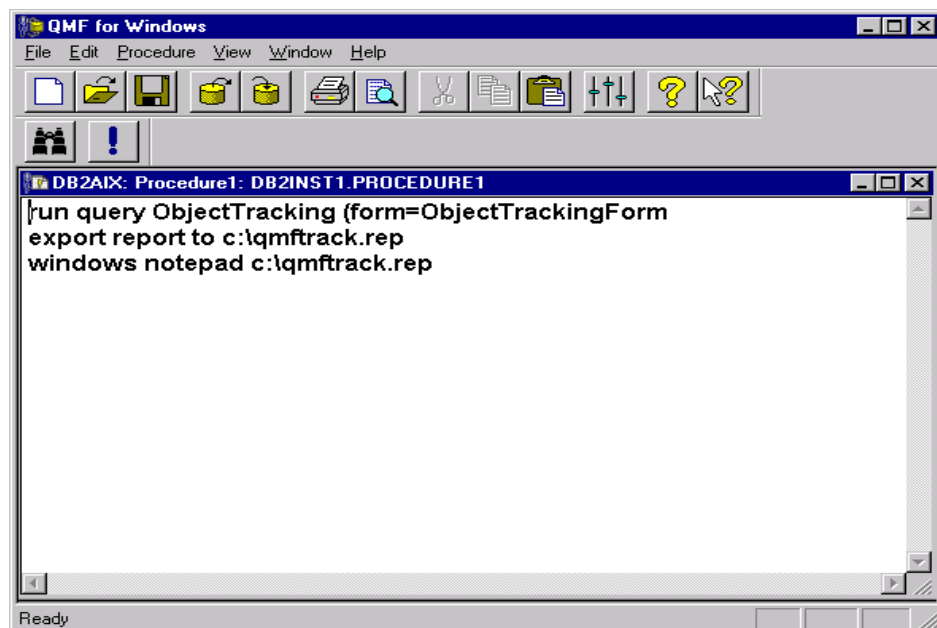 QMF for Windows
File Edit Procedure View Window Help
DB2AIX: Procedure1: DB2INST1.PROCEDURE1
run query ObjectTracking (form=ObjectTrackingForm
export report to c:\qmftrack.rep
windows notepad c:\qmftrack.rep
Ready